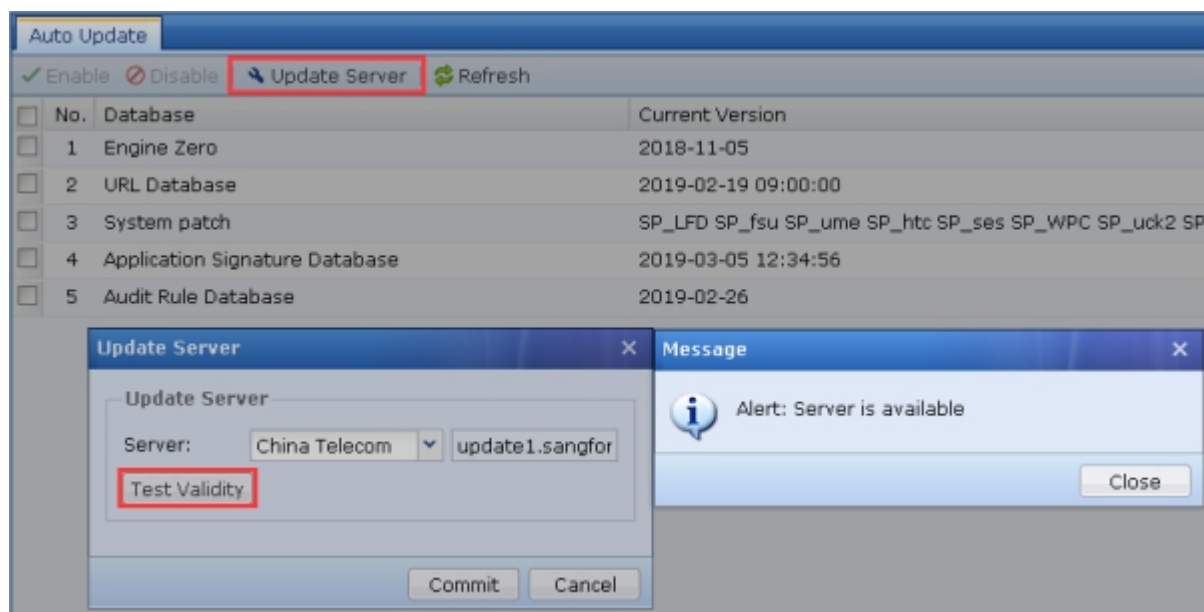 Auto Update
Enable Disable Update Server Refresh
No. Database Current Version
1 Engine Zero 2018-11-05
2 URL Database 2019-02-19 09:00:00
3 System patch SP_LFD SP_fsu SP_ume SP_htc SP_ses SP_WPC SP_uck2 SP
4 Application Signature Database 2019-03-05 12:34:56
5 Audit Rule Database 2019-02-26
Update Server
Update Server
Server: China Telecom update1.sangfor
Test Validity
Commit Cancel
Message
Alert: Server is available
Close